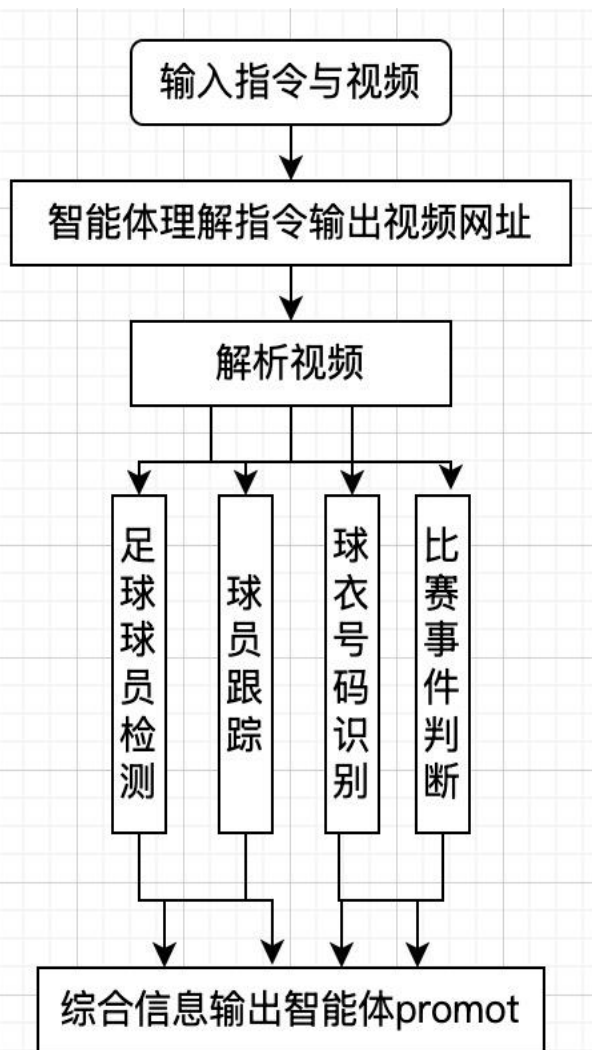 输入指令与视频
智能体理解指令输出视频网址
解析视频
足球球员检测
球员跟踪
球衣号码识别
比赛事件判断
综合信息输出智能体promot